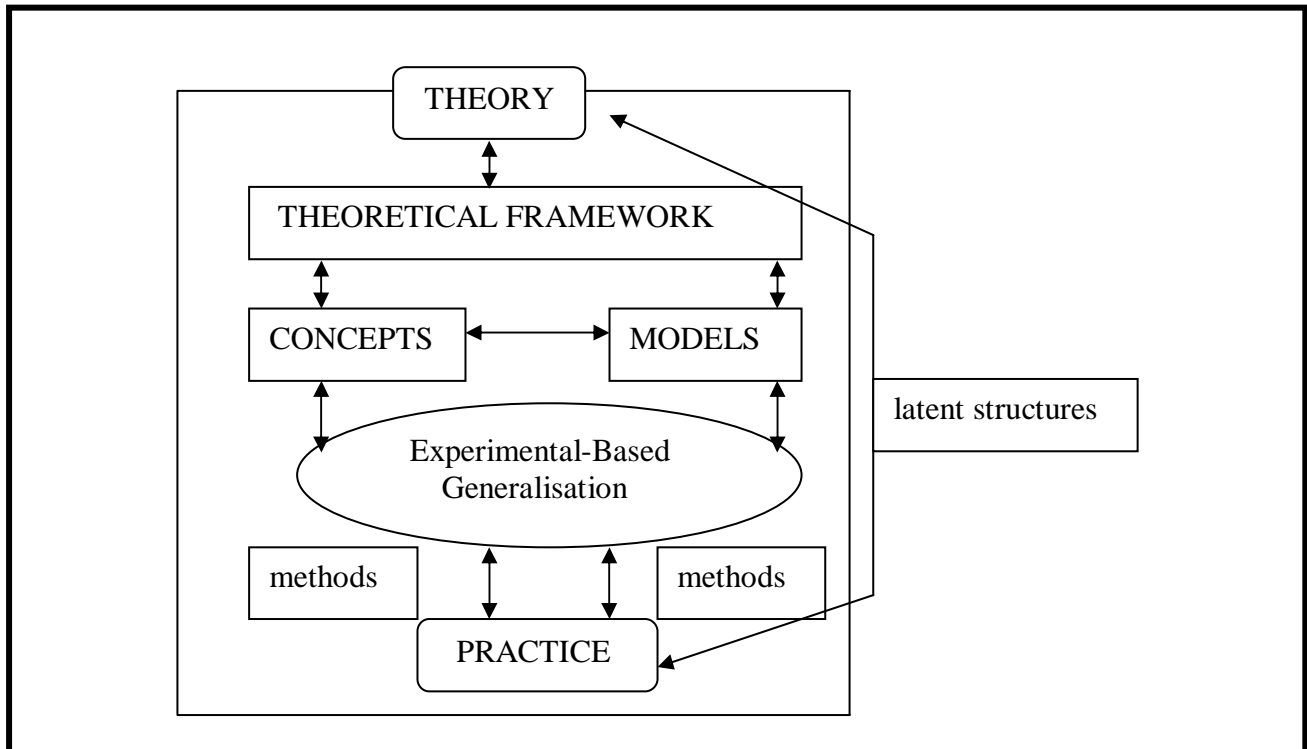 THEORY
THEORETICAL FRAMEWORK
CONCEPTS
MODELS
latent structures
Experimental-Based
Generalisation
methods
methods
PRACTICE